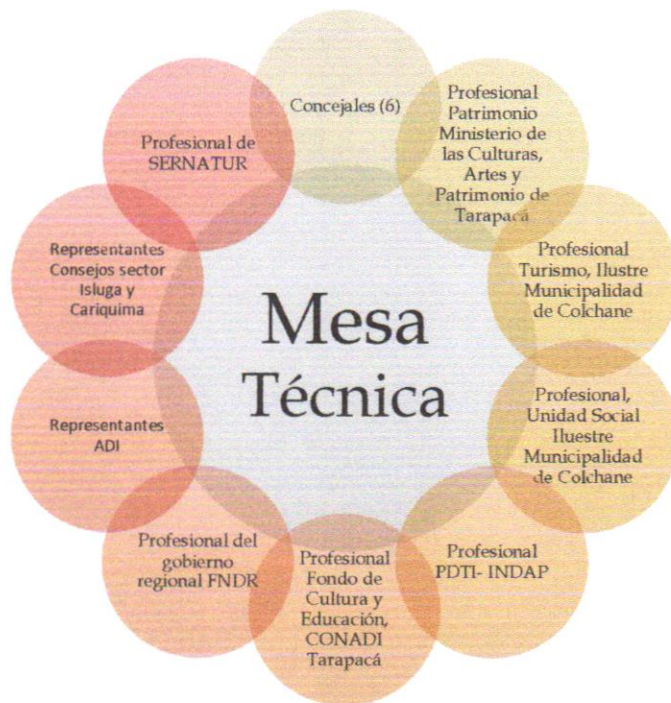 Concejales (6)
Profesional
Patrimonio
Ministerio de
las Culturas,
Artes y
Patrimonio de
Tarapacá
Profesional
Turismo, Ilustre
Municipalidad
de Colchane
Profesional,
Unidad Social
Iluestre
Municipalidad
de Colchane
Profesional
PDTI- INDAP
Profesional
Fondo de
Cultura y
Educación,
CONADI
Tarapacá
Profesional del
gobierno
regional FNDR
Representantes
ADI
Representantes
Consejos sector
Isluga y
Cariquima
Profesional de
SERNATUR
Mesa
Técnica